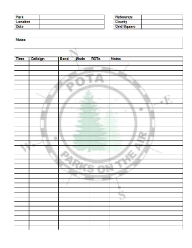 Park
Reference
Location
County
Date
Grid Square
Notes
Time Callsign Band Mode RSTs Notes
POTA
N
E
S
W
PARKS ON THE AIR